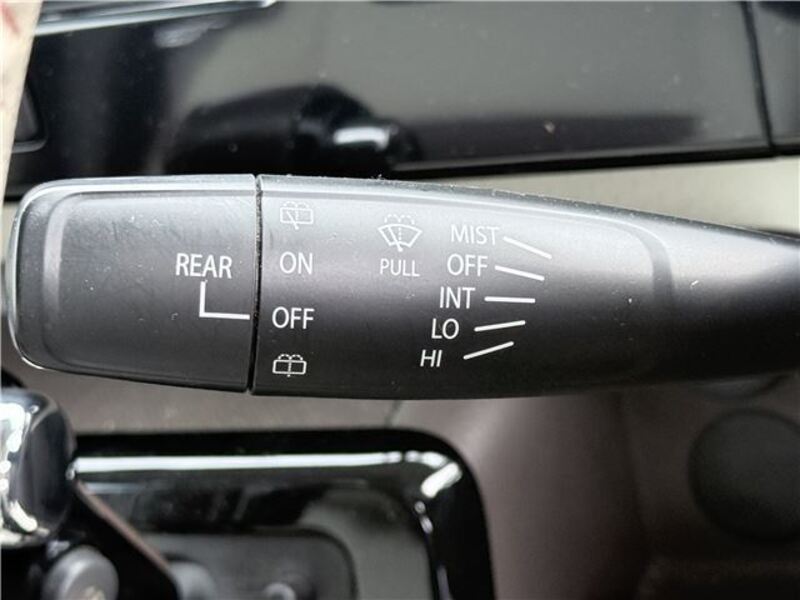 REAR
ON
OFF
PULL
MIST
OFF
INT
LO
HI